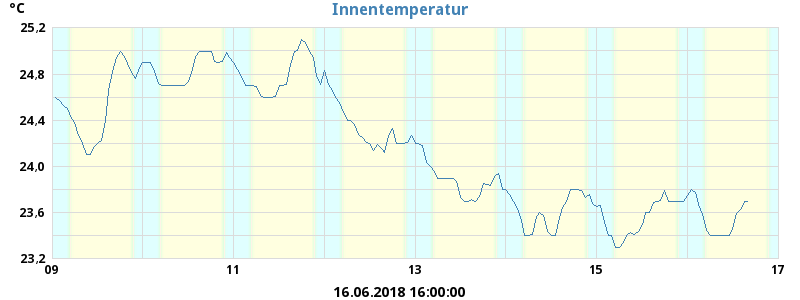 °C
Innentemperatur
25,2
24,8
24,4
24,0
23,6
23,2
09 11 13 15 17
16.06.2018 16:00:00